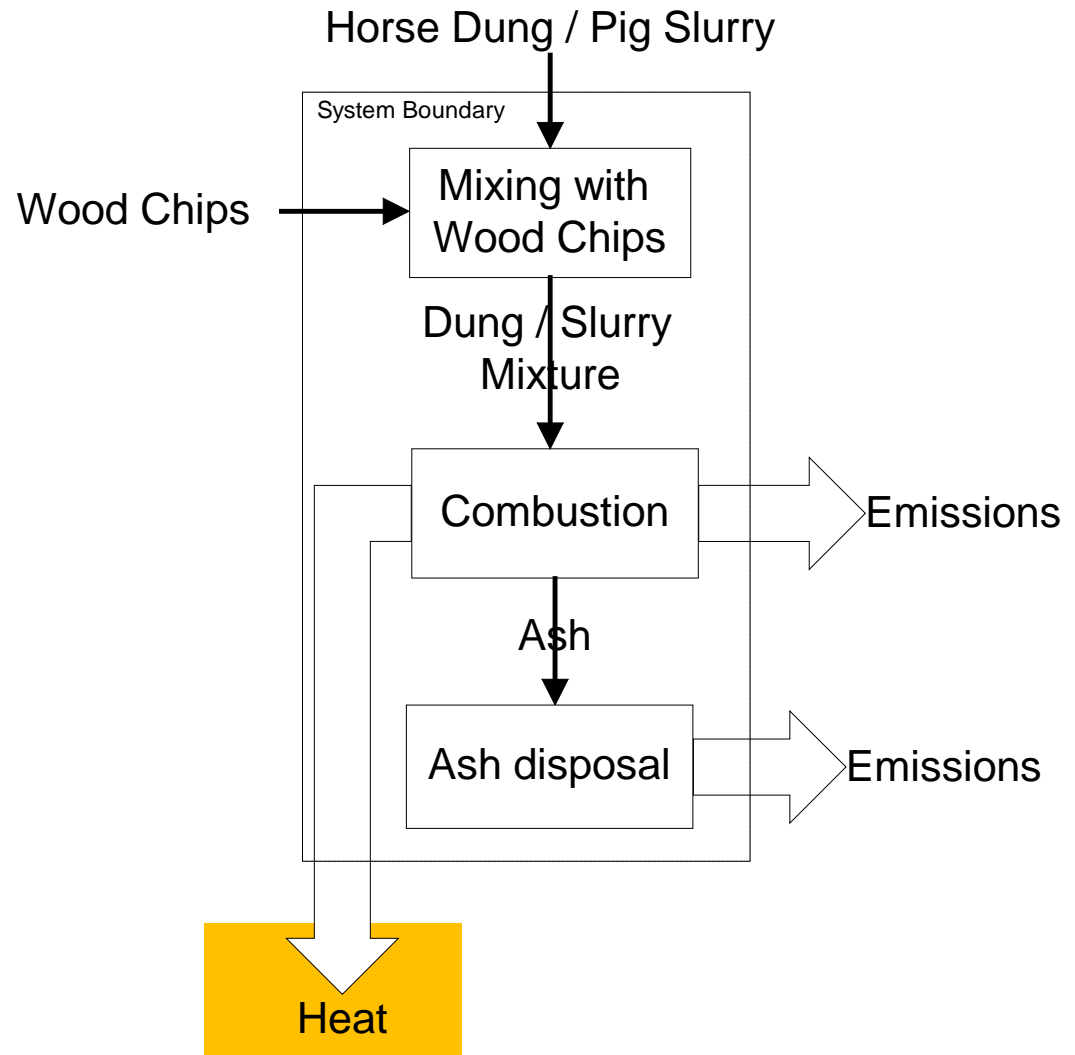 Horse Dung / Pig Slurry
System Boundary
Mixing with
Wood Chips
Wood Chips
Dung / Slurry
Mixture
Combustion
Emissions
Ash
Ash disposal
Emissions
Heat